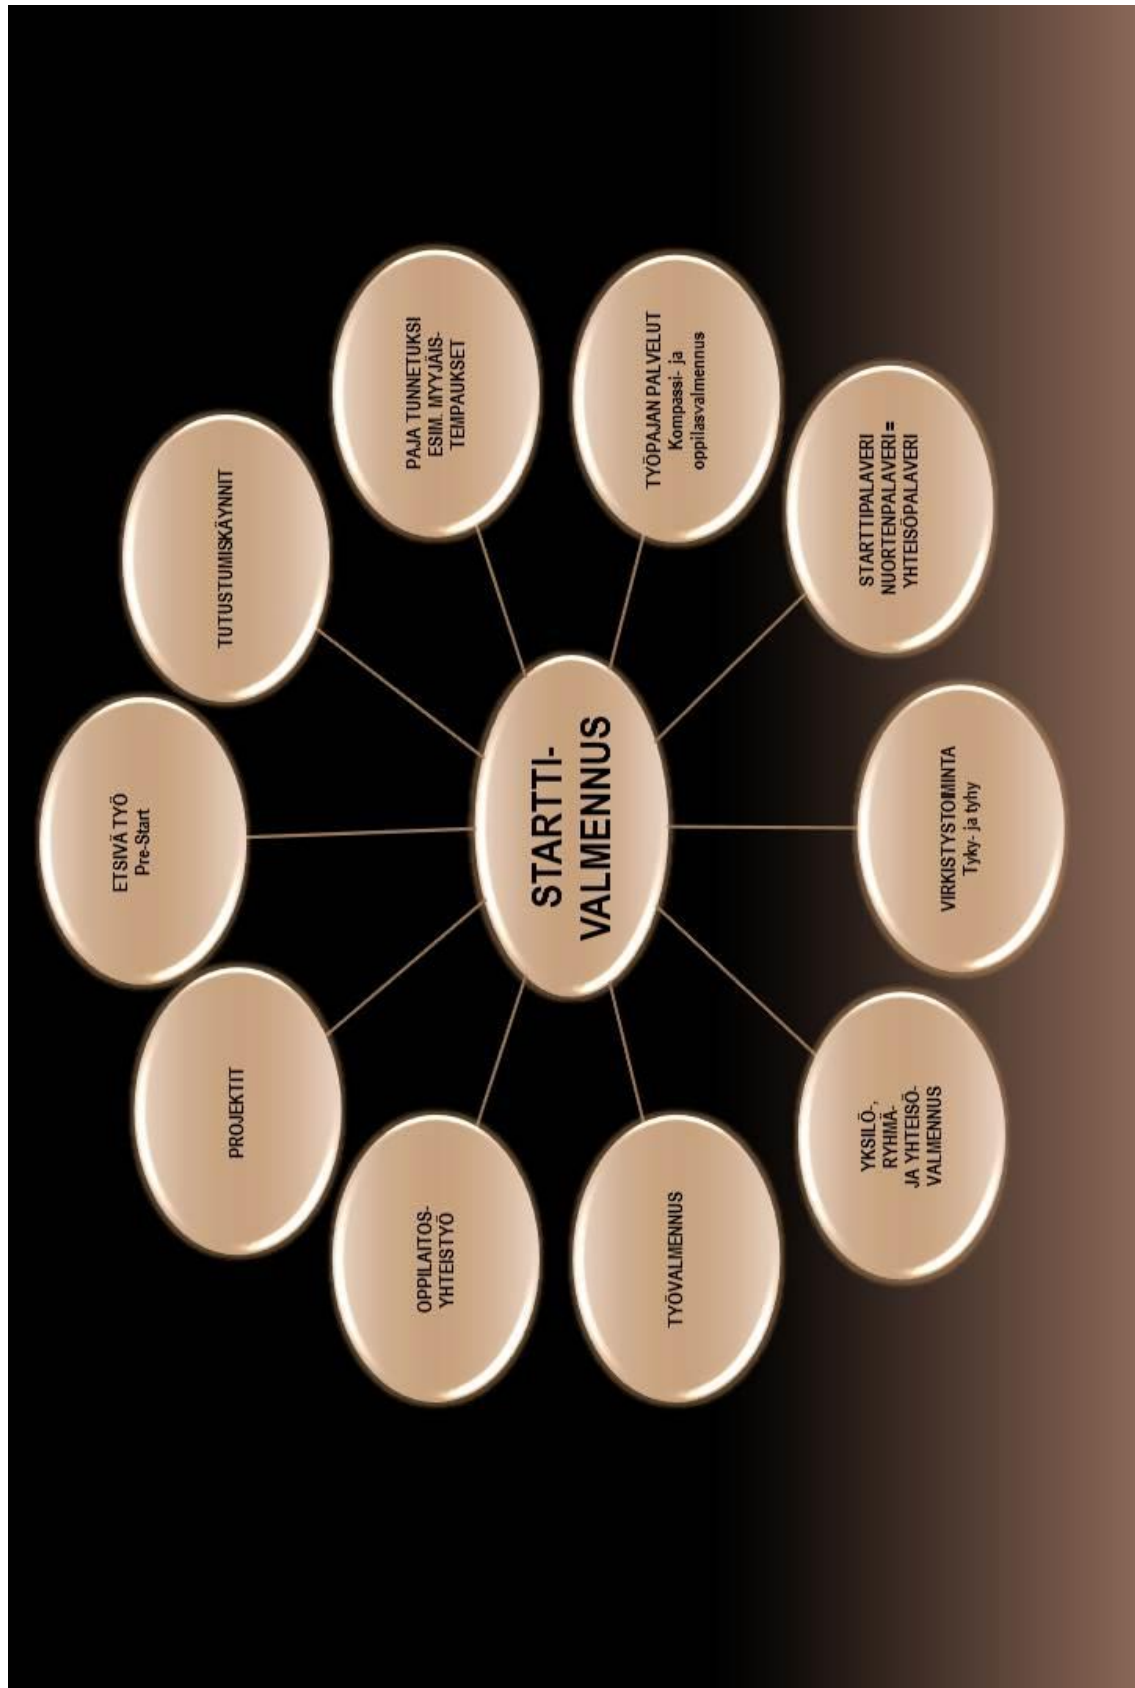 STARTTI-
VALMENNUS
ETSIVÄ TYÖ
Pre-Start
TUTUSTUMISKÄYNNIT
PAJA TUNNETUKSI
ESIM. MYYJÄIS-
TEMPAUKSET
TYÖPAJAN PALVELUT
Kompassi- ja
oppilasvalmennus
STARTTIPALAVERI
NUORTENPALAVERI =
YHTEISÖPALAVERI
VIRKISTYSTOIMINTA
Tyky- ja tyhy
YKSILÖ-,
RYHMÄ-
JA YHTEISÖ-
VALMENNUS
TYÖVALMENNUS
OPPILAITOS-
YHTEISTYÖ
PROJEKTIT